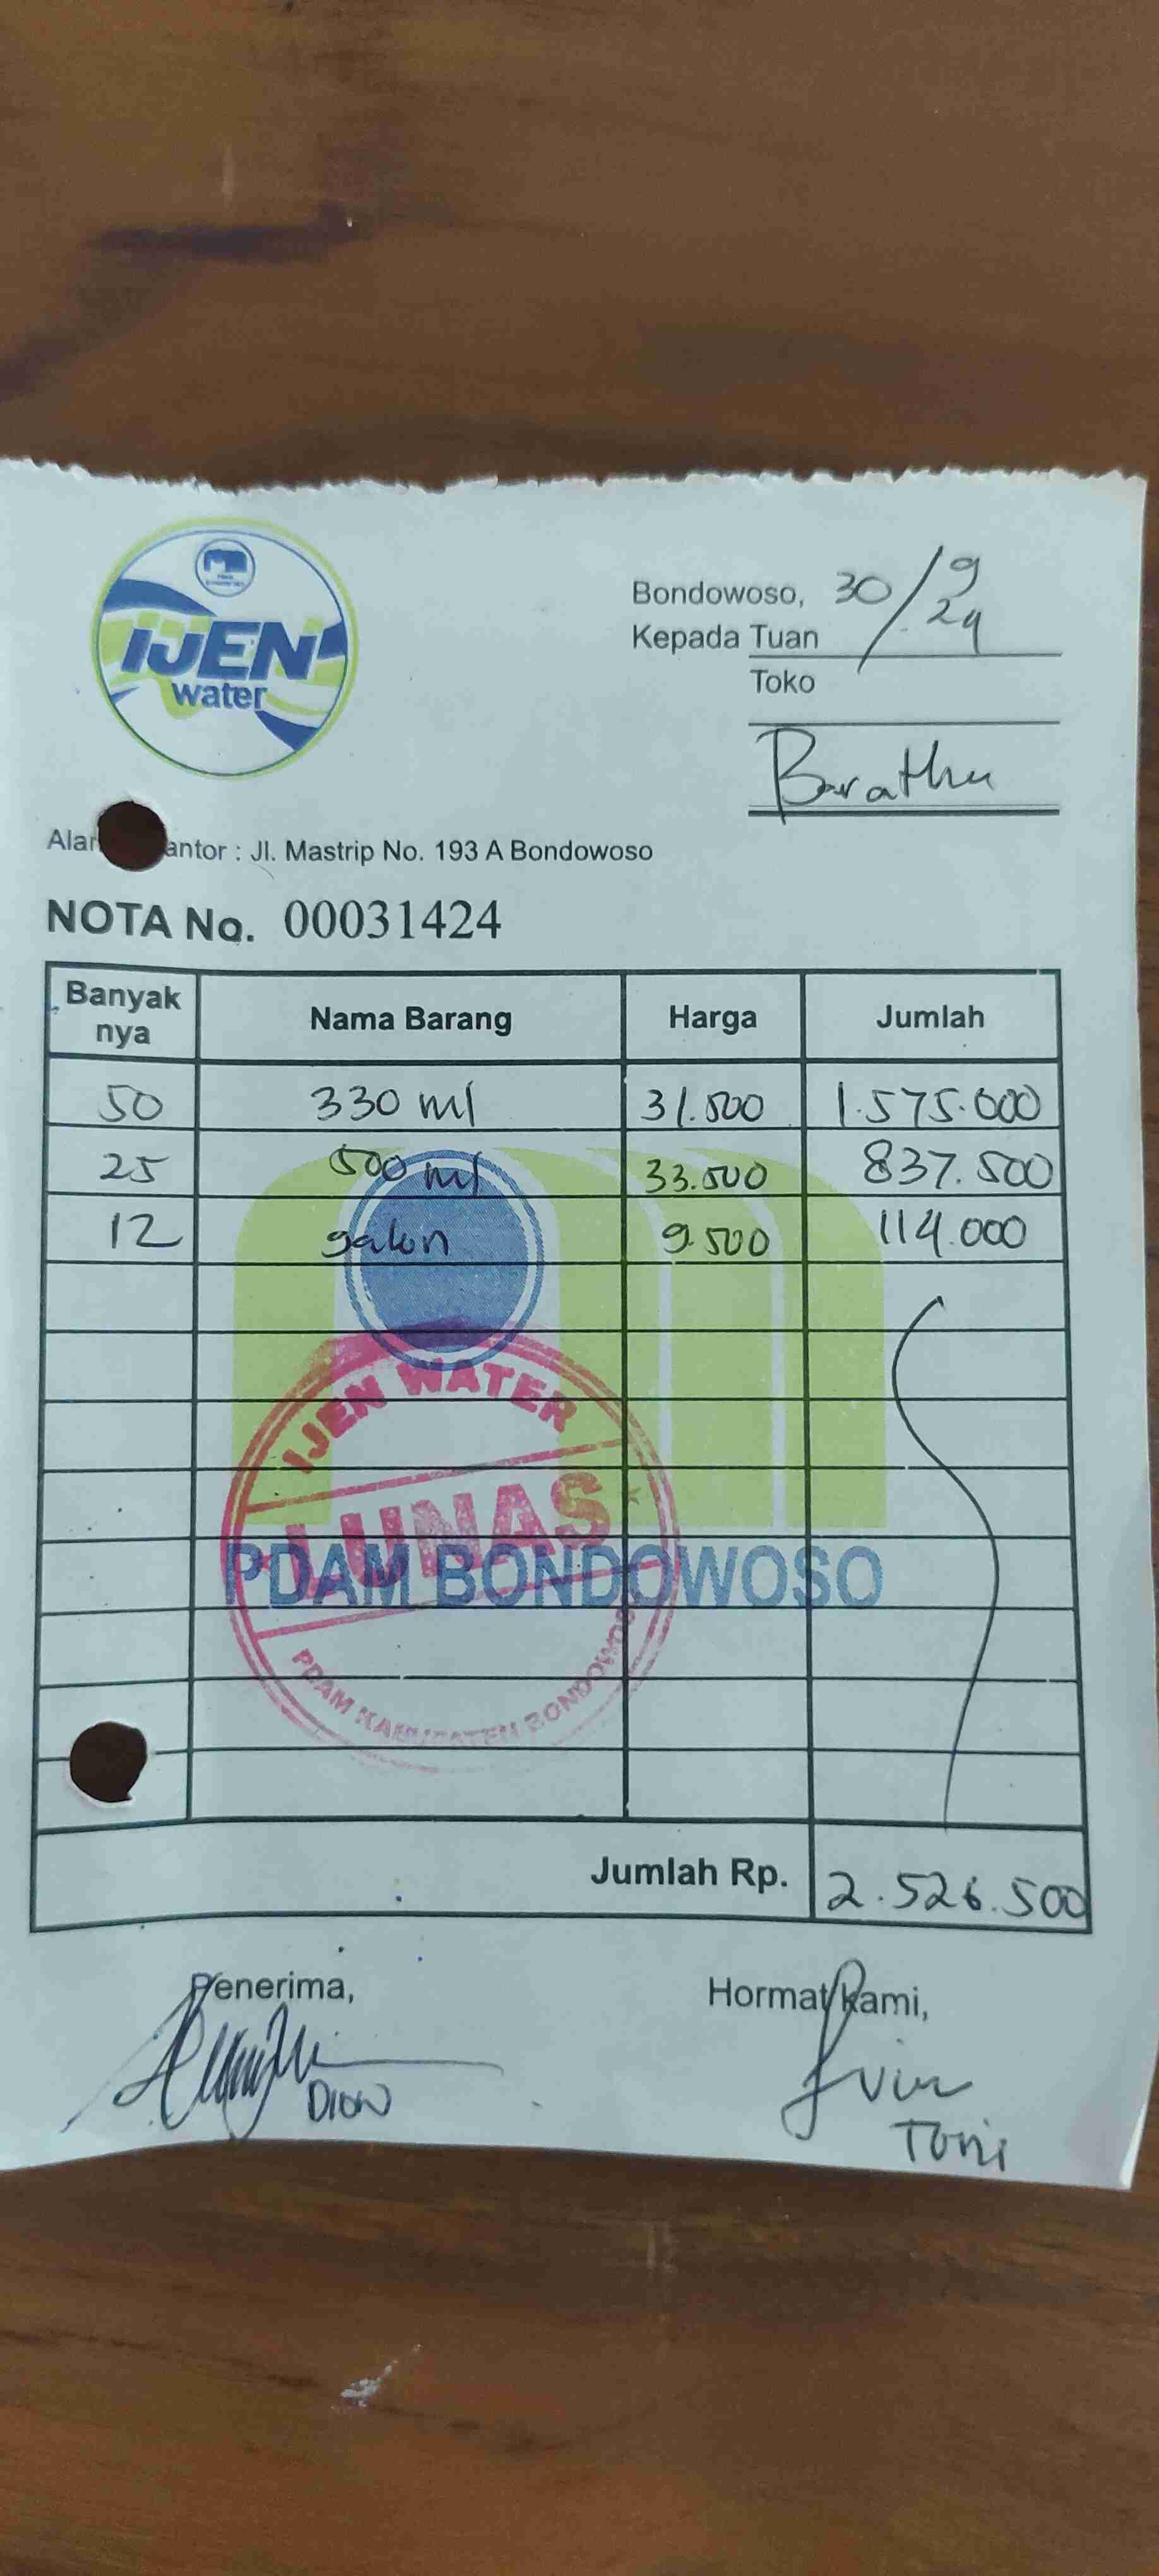 IJEN
water
Bondowoso, 30/9 24
Kepada Tuan
Toko
Alar antor : Jl. Mastrip No. 193 A Bondowoso
NOTA No. 00031424
Banyak nya Nama Barang Harga Jumlah
50 330 ml 31.500 1.575.000
25 500 ml 33.500 837.500
12 galon 9.500 114.000
IJEN WATER
LUNAS
PDAM BONDOWOSO
PDAM KABUPATEN BONDOWOSO
Jumlah Rp. 2.526.500
Penerima, Hormat Kami,
DION
Toni